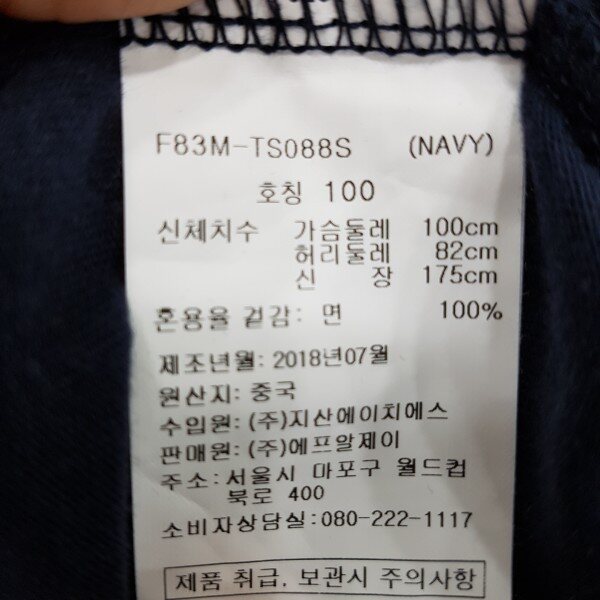 F83M-TS088S (NAVY)
호칭 100
신체치수 가슴둘레 100cm
허리둘레 82cm
신 장 175cm
혼용율 겉감: 면 100%
제조년월: 2018년07월
원산지: 중국
수입원: (주)지산에이치에스
판매원: (주)에프알제이
주소: 서울시 마포구 월드컵
북로 400
소비자상담실:080-222-1117
제품 취급. 보관시 주의사항